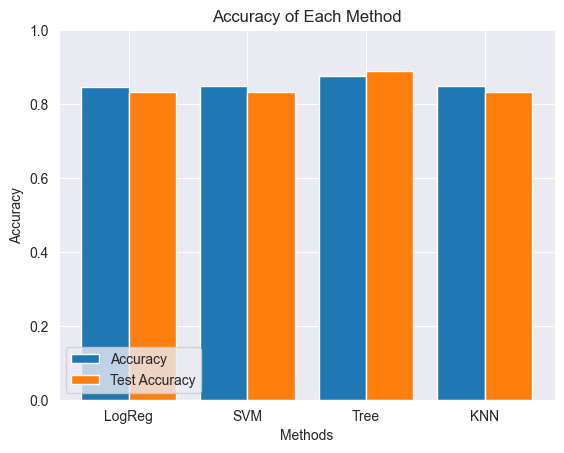 Accuracy of Each Method
Accuracy
1.0
0.8
0.6
0.4
0.2
0.0
Accuracy
Test Accuracy
LogReg
SVM
Tree
KNN
Methods